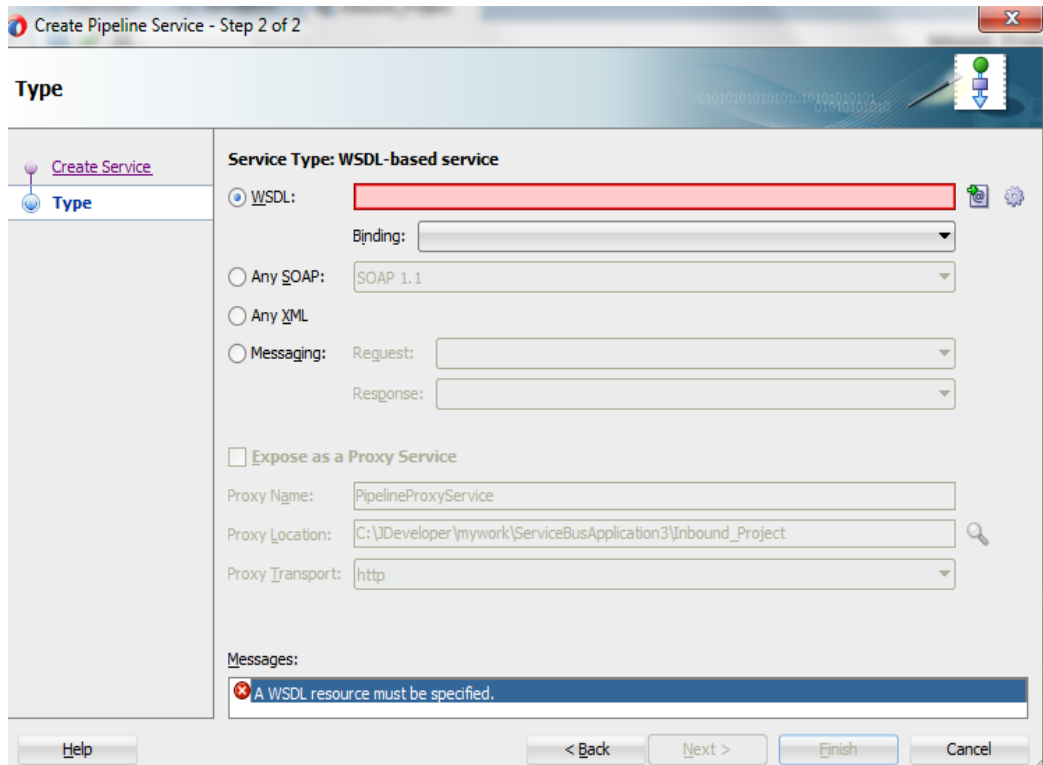 Create Pipeline Service - Step 2 of 2
Type
Create Service
Type
Service Type: WSDL-based service
WSDL:
Binding:
Any SOAP: SOAP 1.1
Any XML
Messaging: Request:
Response:
Expose as a Proxy Service
Proxy Name: PipelineProxyService
Proxy Location: C:\JDeveloper\mywork\ServiceBusApplication3\Inbound_Project
Proxy Transport: http
Messages:
A WSDL resource must be specified.
Help < Back Next > Finish Cancel